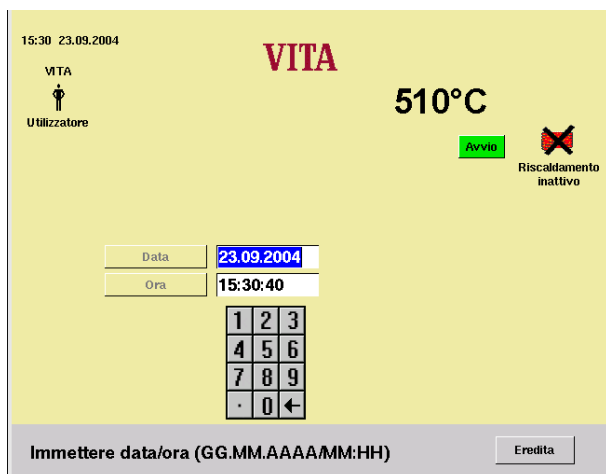 15:30 23.09.2004
VITA
VITA
Utilizzatore
510°C
Avvio
Riscaldamento
inattivo
Data 23.09.2004
Ora 15:30:40
1 2 3
4 5 6
7 8 9
. 0 ←
Immettere data/ora (GG.MM.AAAA/MM:HH) Eredita